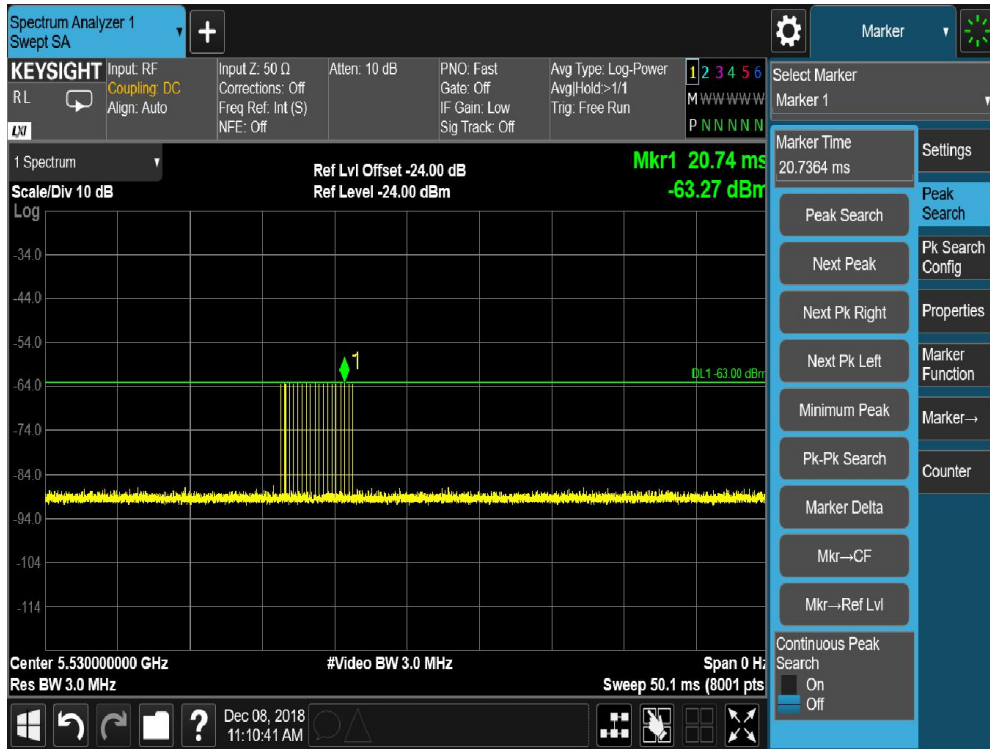 Spectrum Analyzer 1
Swept SA
+
Marker
KEYSIGHT
RL
LXI
Input: RF
Coupling: DC
Align: Auto
Input Z: 50 Ω
Corrections: Off
Freq Ref: Int (S)
NFE: Off
Atten: 10 dB
PNO: Fast
Gate: Off
IF Gain: Low
Sig Track: Off
Avg Type: Log-Power
Avg|Hold:>1/1
Trig: Free Run
1 2 3 4 5 6
M W W W W W
P N N N N N
Select Marker
Marker 1
1 Spectrum
Scale/Div 10 dB
Log
Ref Lvl Offset -24.00 dB
Ref Level -24.00 dBm
Mkr1 20.74 ms
-63.27 dBm
-34.0
-44.0
-54.0
-64.0
-74.0
-84.0
-94.0
-104
-114
1
DL1 -63.00 dBm
Center 5.530000000 GHz
Res BW 3.0 MHz
#Video BW 3.0 MHz
Span 0 Hz
Sweep 50.1 ms (8001 pts
Marker Time
20.7364 ms
Peak Search
Next Peak
Next Pk Right
Next Pk Left
Minimum Peak
Pk-Pk Search
Marker Delta
Mkr→CF
Mkr→Ref Lvl
Continuous Peak
Search
On
Off
Settings
Peak
Search
Pk Search
Config
Properties
Marker
Function
Marker→
Counter
?
Dec 08, 2018
11:10:41 AM